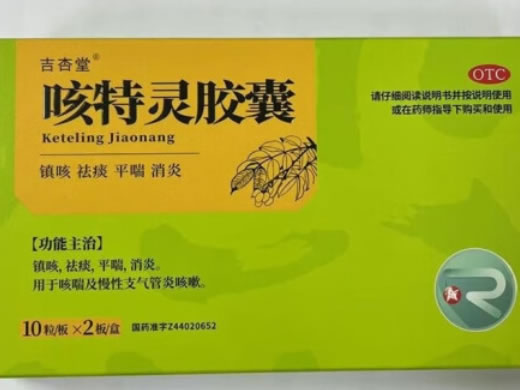 吉杏堂®
OTC
咳特灵胶囊
Keteling Jiaonang
请仔细阅读说明书并按说明使用
或在药师指导下购买和使用
镇咳 祛痰 平喘 消炎
【功能主治】
镇咳, 祛痰, 平喘, 消炎。
用于咳喘及慢性支气管炎咳嗽。
10粒/板 ×2板/盒
国药准字Z44020652